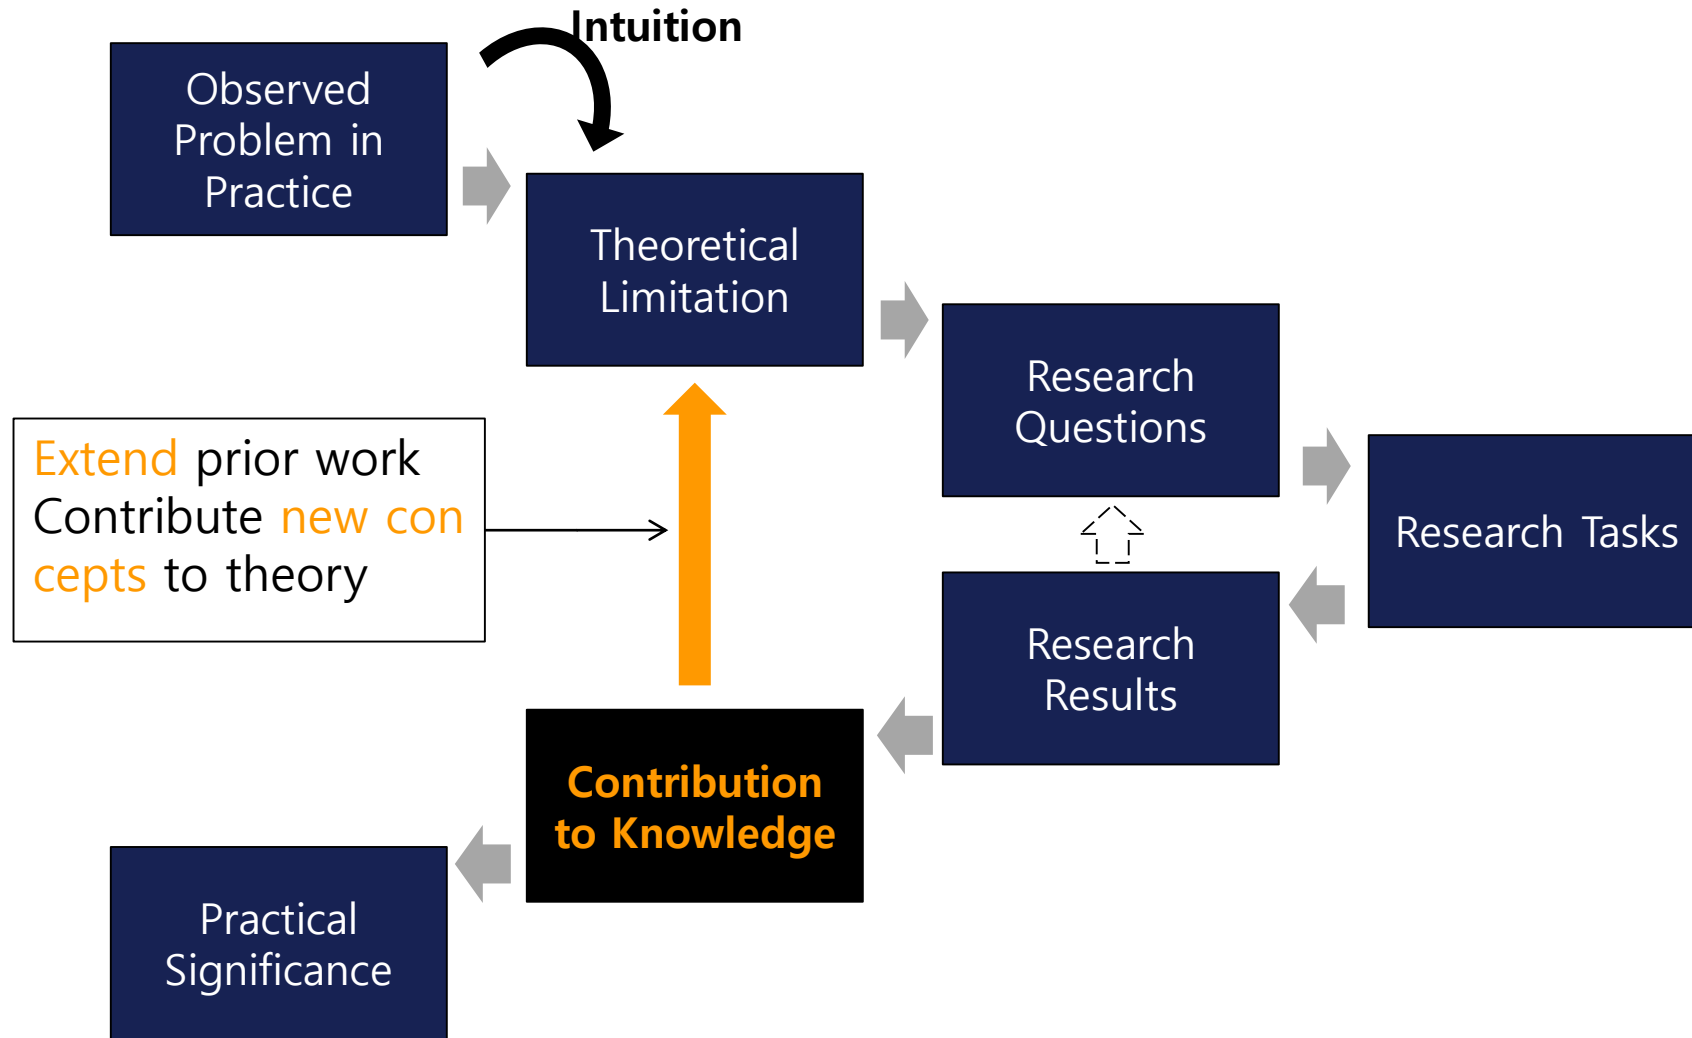 Intuition
Observed
Problem in
Practice
Theoretical
Limitation
Research
Questions
Extend prior work
Contribute new con
cepts to theory
Research Tasks
Research
Results
Contribution
to Knowledge
Practical
Significance